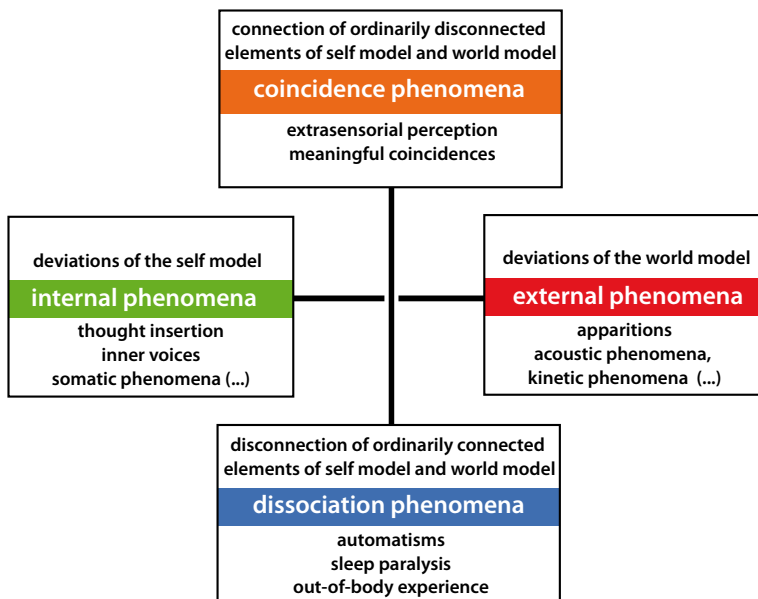 connection of ordinarily disconnected
elements of self model and world model
coincidence phenomena
extrasensorial perception
meaningful coincidences
deviations of the self model
internal phenomena
thought insertion
inner voices
somatic phenomena (...)
deviations of the world model
external phenomena
apparitions
acoustic phenomena,
kinetic phenomena (...)
disconnection of ordinarily connected
elements of self model and world model
dissociation phenomena
automatisms
sleep paralysis
out-of-body experience